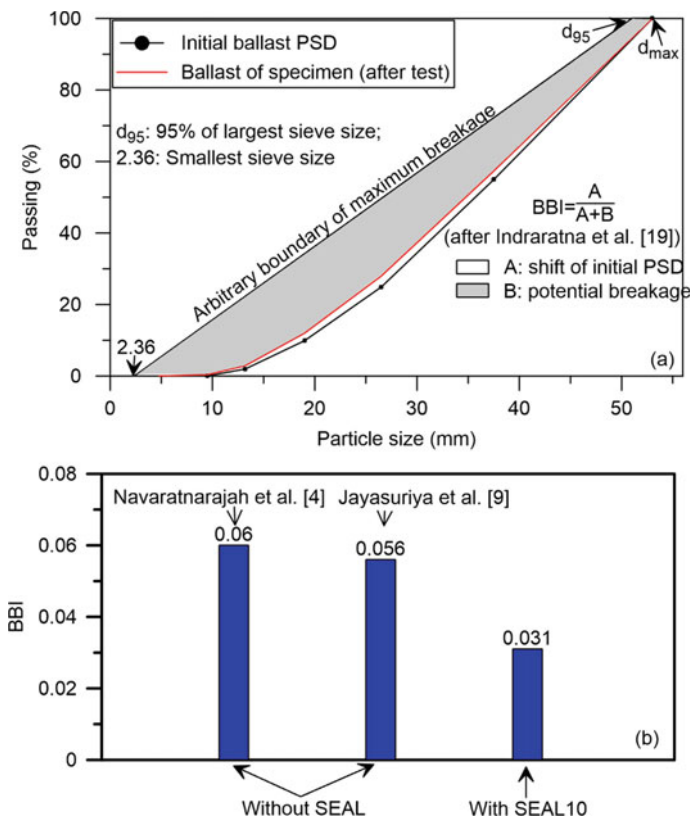 100
80
60
40
20
0
Passing (%)
Initial ballast PSD
Ballast of specimen (after test)
d95
dmax
d95: 95% of largest sieve size;
2.36: Smallest sieve size
Arbitrary boundary of maximum breakage
BBI=A/A+B
(after Indraratna et al. [19])
A: shift of initial PSD
B: potential breakage
2.36
(a)
0 10 20 30 40 50
Particle size (mm)
0.08
0.06
0.04
0.02
0
BBI
Navaratnarajah et al. [4] Jayasuriya et al. [9]
0.06
0.056
0.031
(b)
Without SEAL With SEAL10